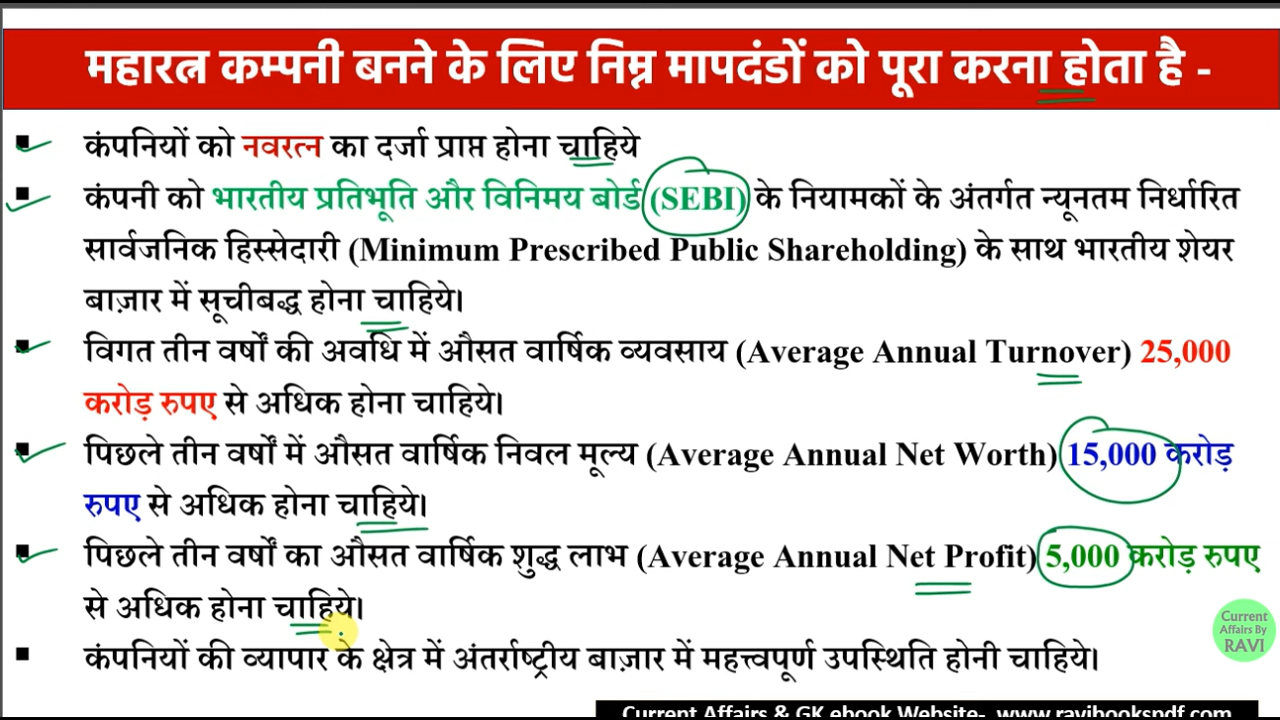 महारत्न कम्पनी बनने के लिए निम्न मापदंडों को पूरा करना होता है -
▪ कंपनियों को नवरत्न का दर्जा प्राप्त होना चाहिये
▪ कंपनी को भारतीय प्रतिभूति और विनिमय बोर्ड (SEBI) के नियामकों के अंतर्गत न्यूनतम निर्धारित
सार्वजनिक हिस्सेदारी (Minimum Prescribed Public Shareholding) के साथ भारतीय शेयर
बाज़ार में सूचीबद्ध होना चाहिये।
▪ विगत तीन वर्षों की अवधि में औसत वार्षिक व्यवसाय (Average Annual Turnover) 25,000
करोड़ रुपए से अधिक होना चाहिये।
▪ पिछले तीन वर्षों में औसत वार्षिक निवल मूल्य (Average Annual Net Worth) 15,000 करोड़
रुपए से अधिक होना चाहिये।
▪ पिछले तीन वर्षों का औसत वार्षिक शुद्ध लाभ (Average Annual Net Profit) 5,000 करोड़ रुपए
से अधिक होना चाहिये।
▪ कंपनियों की व्यापार के क्षेत्र में अंतर्राष्ट्रीय बाज़ार में महत्त्वपूर्ण उपस्थिति होनी चाहिये।
Current
Affairs By
RAVI
Current Affairs & GK ebook Website- www.ravibookspdf.com